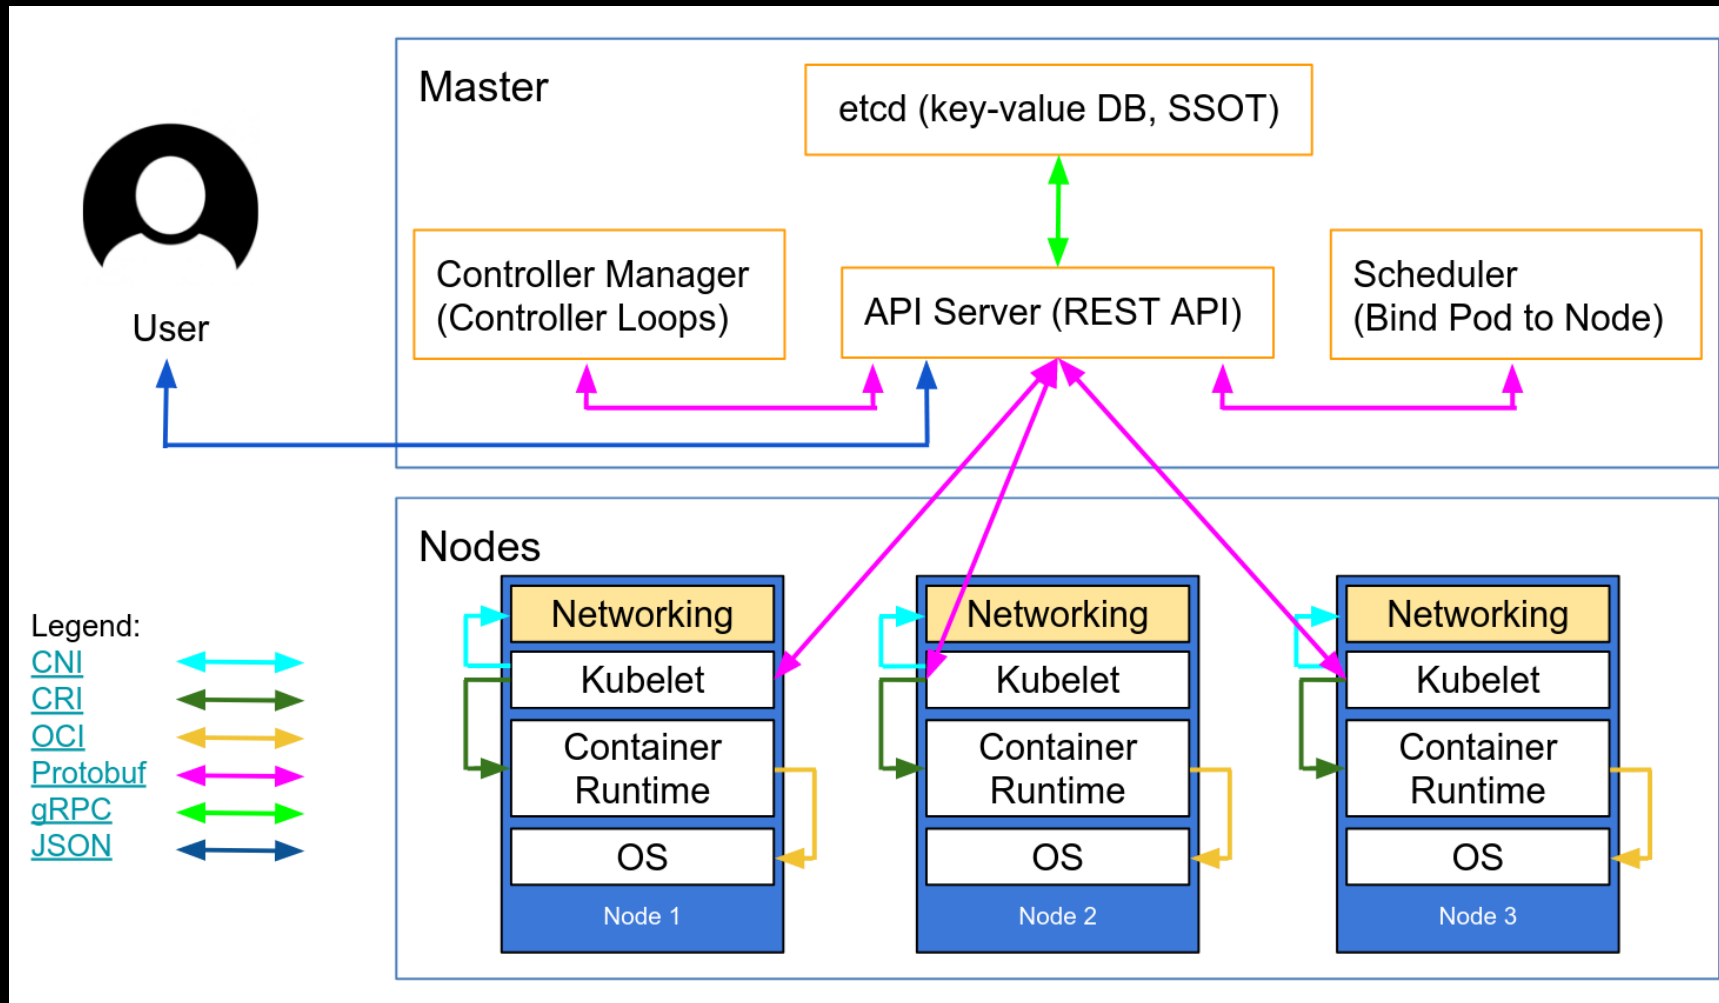 Master
etcd (key-value DB, SSOT)
Controller Manager
(Controller Loops)
API Server (REST API)
Scheduler
(Bind Pod to Node)
User
Nodes
Networking
Kubelet
Container
Runtime
OS
Node 1
Networking
Kubelet
Container
Runtime
OS
Node 2
Networking
Kubelet
Container
Runtime
OS
Node 3
Legend:
CNI
CRI
OCI
Protobuf
gRPC
JSON